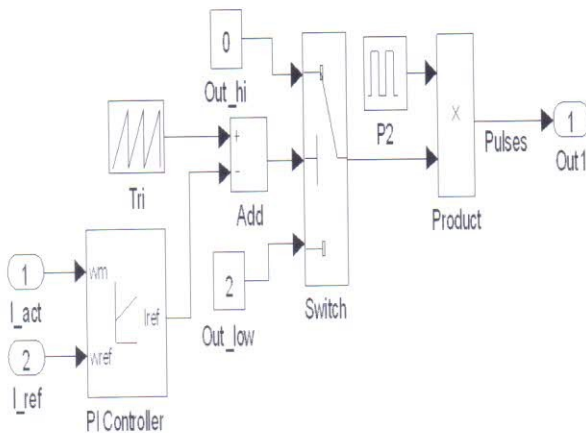 0
Out_hi
P2
x
Product
Pulses
1
Out1
Tri
+
-
Add
Switch
2
Out_low
1
I_act
2
I_ref
wm
wref
Iref
PI Controller